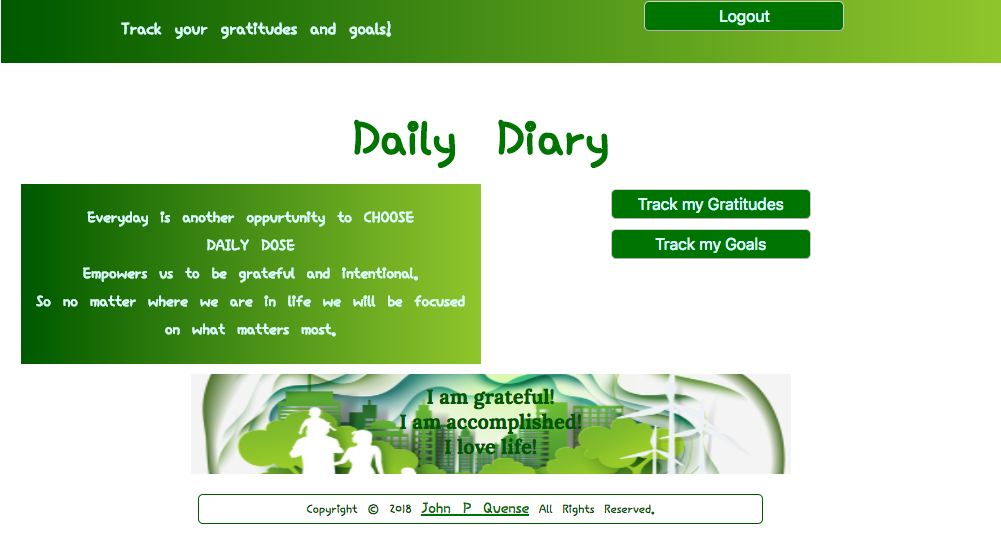 Track your gratitudes and goals!
Logout
Daily Diary
Everyday is another oppurtunity to CHOOSE
DAILY DOSE
Empowers us to be grateful and intentional.
So no matter where we are in life we will be focused
on what matters most.
Track my Gratitudes
Track my Goals
I am grateful!
I am accomplished!
I love life!
Copyright © 2018 John P Quense All Rights Reserved.